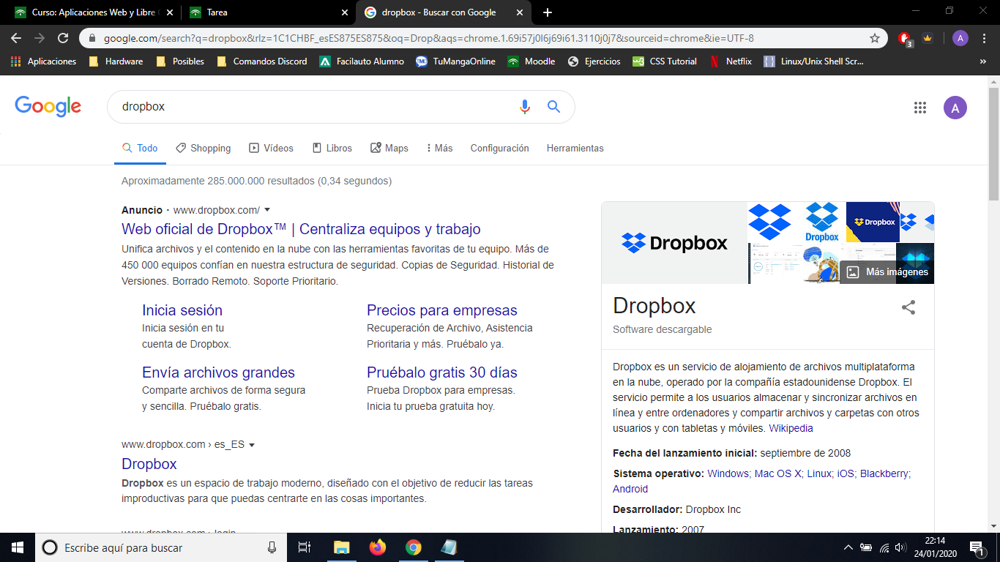 Curso: Aplicaciones Web y Libre
Tarea
dropbox - Buscar con Google
google.com/search?q=dropbox&rlz=1C1CHBF_esES875ES875&oq=Drop&aqs=chrome.1.69i57j0l6j69i61.3110j0j7&sourceid=chrome&ie=UTF-8
3
A
Aplicaciones
Hardware
Posibles
Comandos Discord
Facilauto Alumno
TuMangaOnline
Moodle
Ejercicios
CSS Tutorial
Netflix
Linux/Unix Shell Scr...
»
Google
dropbox
A
Todo
Shopping
Vídeos
Libros
Maps
Más
Configuración
Herramientas
Aproximadamente 285.000.000 resultados (0,34 segundos)
Anuncio · www.dropbox.com/
Web oficial de Dropbox™ | Centraliza equipos y trabajo
Unifica archivos y el contenido en la nube con las herramientas favoritas de tu equipo. Más de
450 000 equipos confían en nuestra estructura de seguridad. Copias de Seguridad. Historial de
Versiones. Borrado Remoto. Soporte Prioritario.
Inicia sesión
Inicia sesión en tu
cuenta de Dropbox.
Precios para empresas
Recuperación de Archivo, Asistencia
Prioritaria y más. Pruébalo ya.
Envía archivos grandes
Comparte archivos de forma segura
y sencilla. Pruébalo gratis.
Pruébalo gratis 30 días
Prueba Dropbox para empresas.
Inicia tu prueba gratuita hoy.
www.dropbox.com › es_ES
Dropbox
Dropbox es un espacio de trabajo moderno, diseñado con el objetivo de reducir las tareas
improductivas para que puedas centrarte en las cosas importantes.
www.dropbox.com › login
Dropbox
Dropbox
Dropbox
Más imágenes
Dropbox
Software descargable
Dropbox es un servicio de alojamiento de archivos multiplataforma
en la nube, operado por la compañía estadounidense Dropbox. El
servicio permite a los usuarios almacenar y sincronizar archivos en
línea y entre ordenadores y compartir archivos y carpetas con otros
usuarios y con tabletas y móviles. Wikipedia
Fecha del lanzamiento inicial: septiembre de 2008
Sistema operativo: Windows; Mac OS X; Linux; iOS; Blackberry;
Android
Desarrollador: Dropbox Inc
Lanzamiento: 2007
Escribe aquí para buscar
22:14
24/01/2020
1